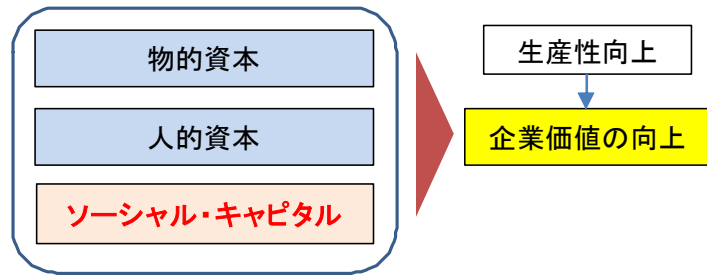 物的資本
人的資本
ソーシャル・キャピタル
生産性向上
企業価値の向上